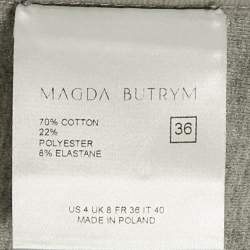 MAGDA BUTRYM
70% COTTON
22%
POLYESTER
8% ELASTANE
36
US 4 UK 8 FR 36 IT 40
MADE IN POLAND